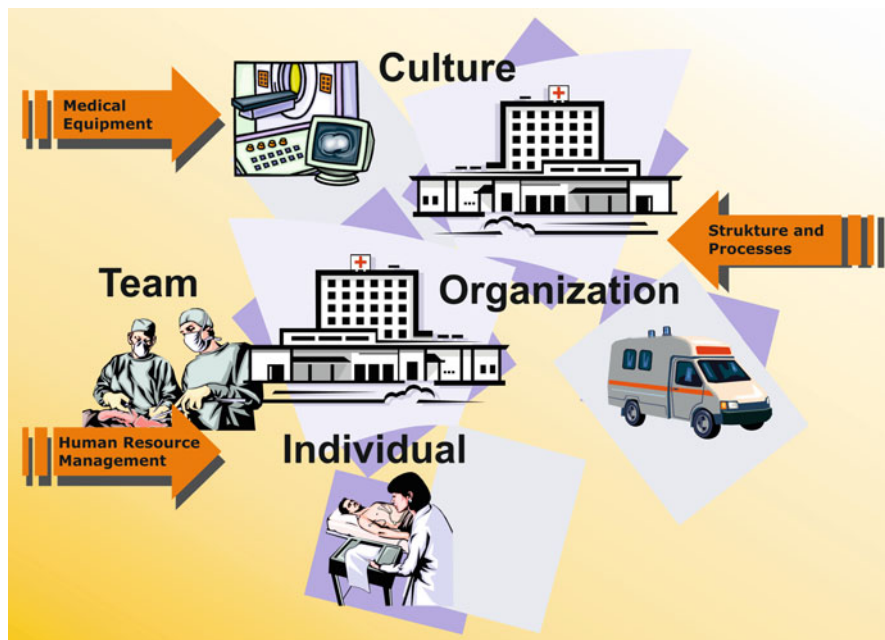 Culture
Medical
Equipment
Strukture and
Processes
Team
Organization
Human Resource
Management
Individual